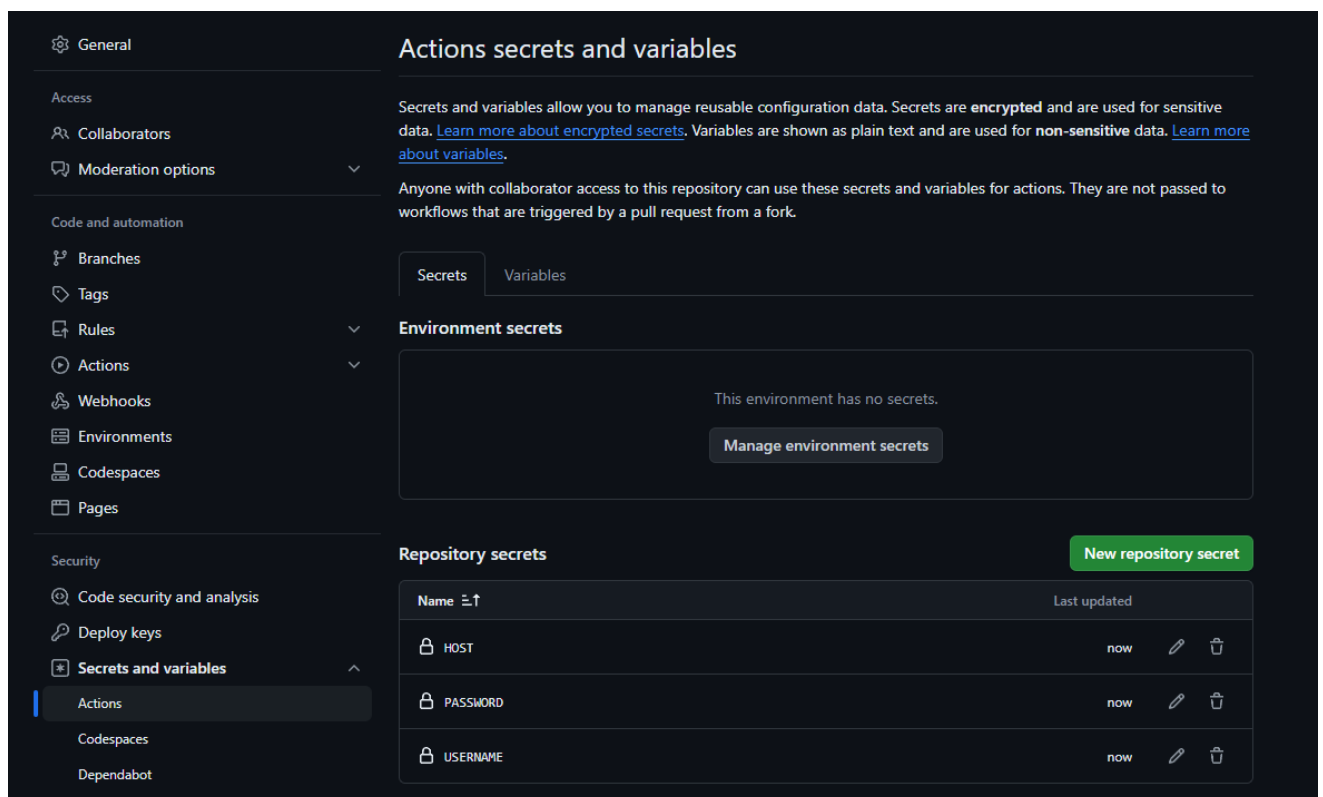 General
Access
Collaborators
Moderation options
Code and automation
Branches
Tags
Rules
Actions
Webhooks
Environments
Codespaces
Pages
Security
Code security and analysis
Deploy keys
Secrets and variables
Actions
Codespaces
Dependabot
Actions secrets and variables
Secrets and variables allow you to manage reusable configuration data. Secrets are encrypted and are used for sensitive
data. Learn more about encrypted secrets. Variables are shown as plain text and are used for non-sensitive data. Learn more
about variables.
Anyone with collaborator access to this repository can use these secrets and variables for actions. They are not passed to
workflows that are triggered by a pull request from a fork.
Secrets Variables
Environment secrets
This environment has no secrets.
Manage environment secrets
Repository secrets New repository secret
Name Last updated
HOST now
PASSWORD now
USERNAME now